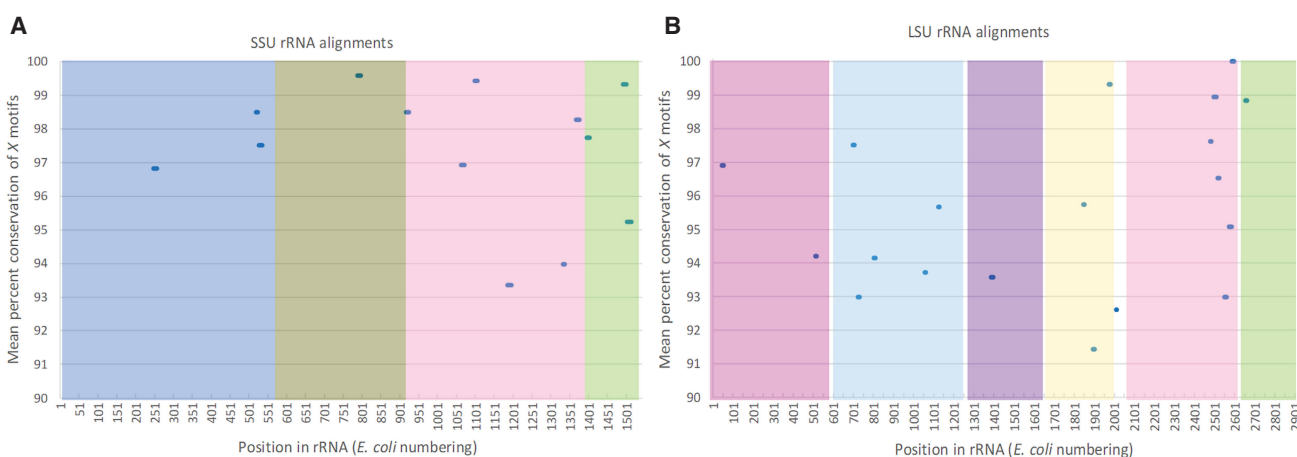 A
SSU rRNA alignments
Mean percent conservation of X motifs
100
99
98
97
96
95
94
93
92
91
90
1 51 101 151 201 251 301 351 401 451 501 551 601 651 701 751 801 851 901 951 1001 1051 1101 1151 1201 1251 1301 1351 1401 1451 1501
Position in rRNA (E. coli numbering)
B
LSU rRNA alignments
Mean percent conservation of X motifs
100
99
98
97
96
95
94
93
92
91
90
1 101 201 301 401 501 601 701 801 901 1001 1101 1201 1301 1401 1501 1601 1701 1801 1901 2001 2101 2201 2301 2401 2501 2601 2701 2801 2901
Position in rRNA (E. coli numbering)